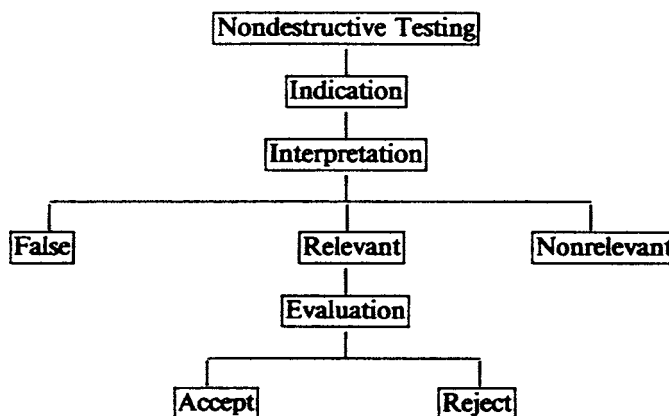 Nondestructive Testing
Indication
Interpretation
False Relevant Nonrelevant
Evaluation
Accept Reject